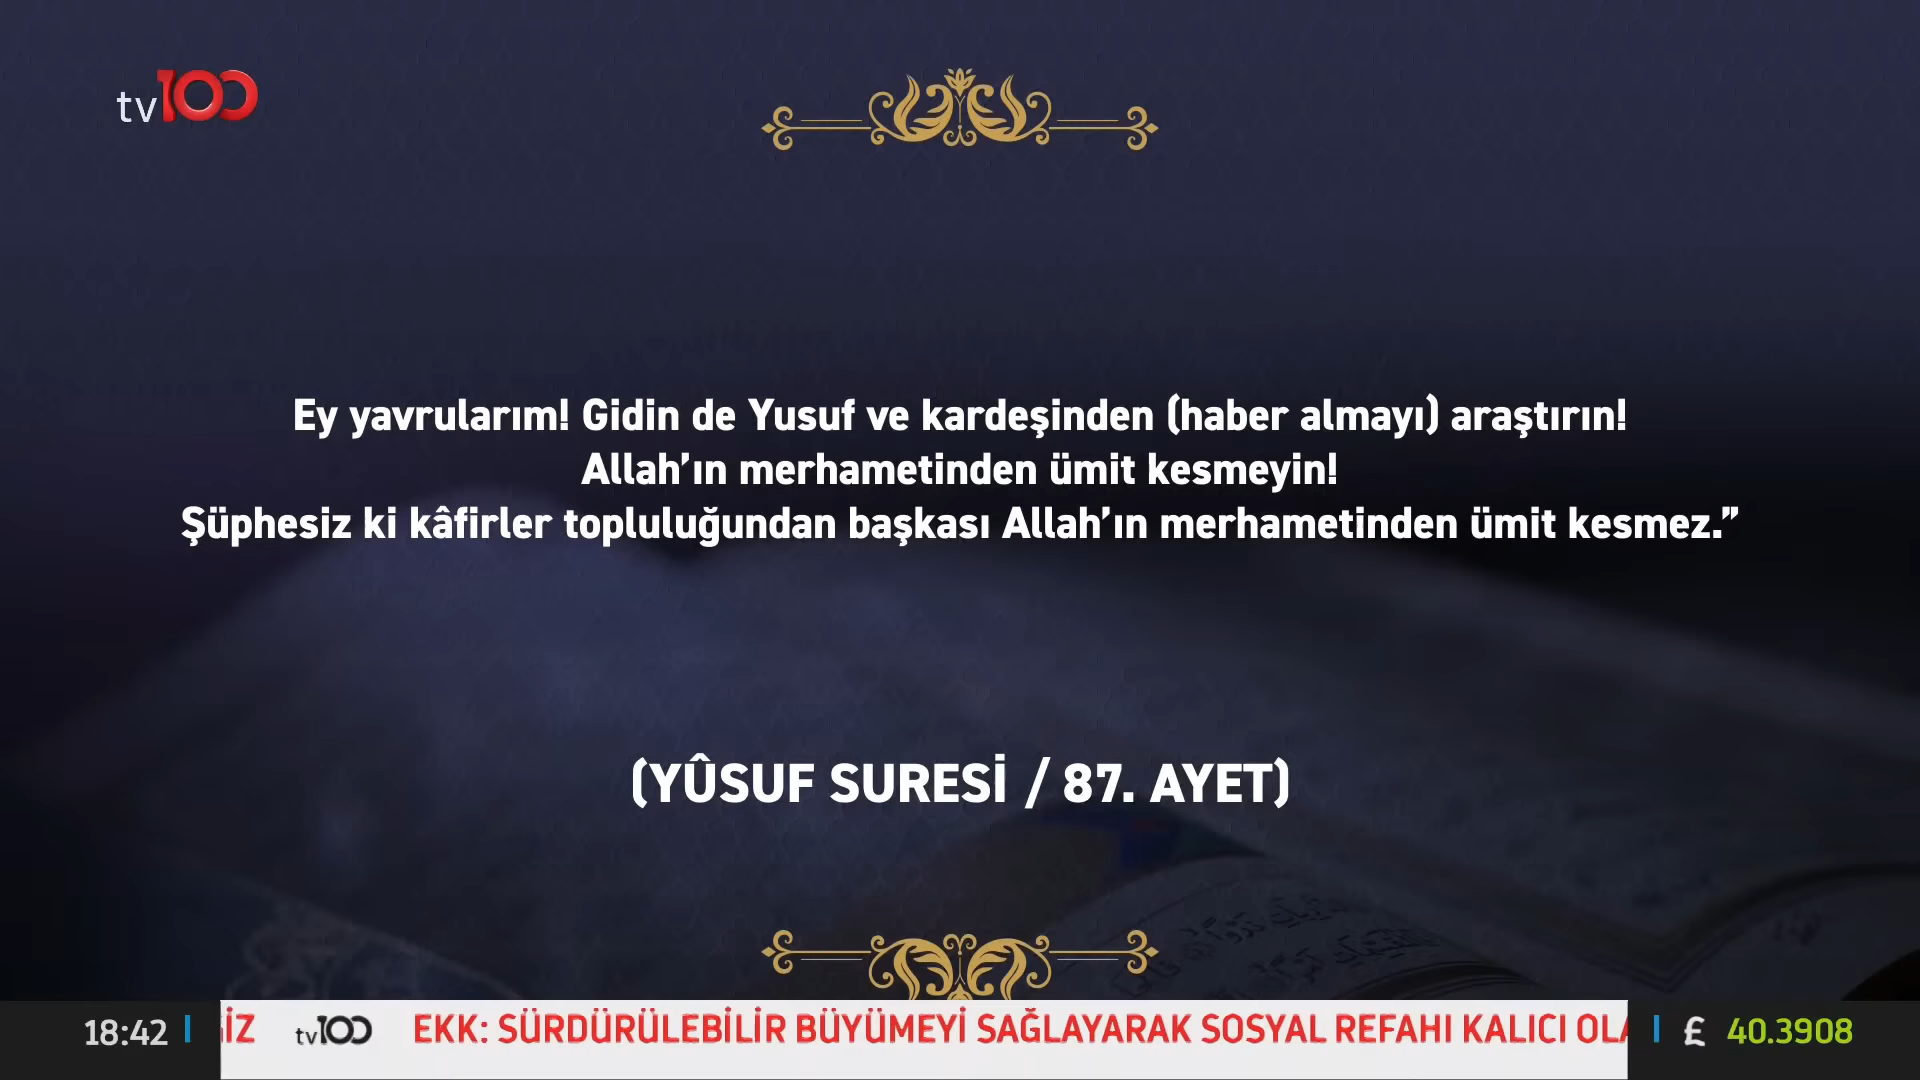 tv100
Ey yavrularım! Gidin de Yusuf ve kardeşinden (haber almayı) araştırın!
Allah’ın merhametinden ümit kesmeyin!
Şüphesiz ki kâfirler topluluğundan başkası Allah’ın merhametinden ümit kesmez.”
(YÛSUF SURESİ / 87. AYET)
18:42 İZ tv100 EKK: SÜRDÜRÜLEBİLİR BÜYÜMEYİ SAĞLAYARAK SOSYAL REFAHI KALICI OLA £ 40.3908